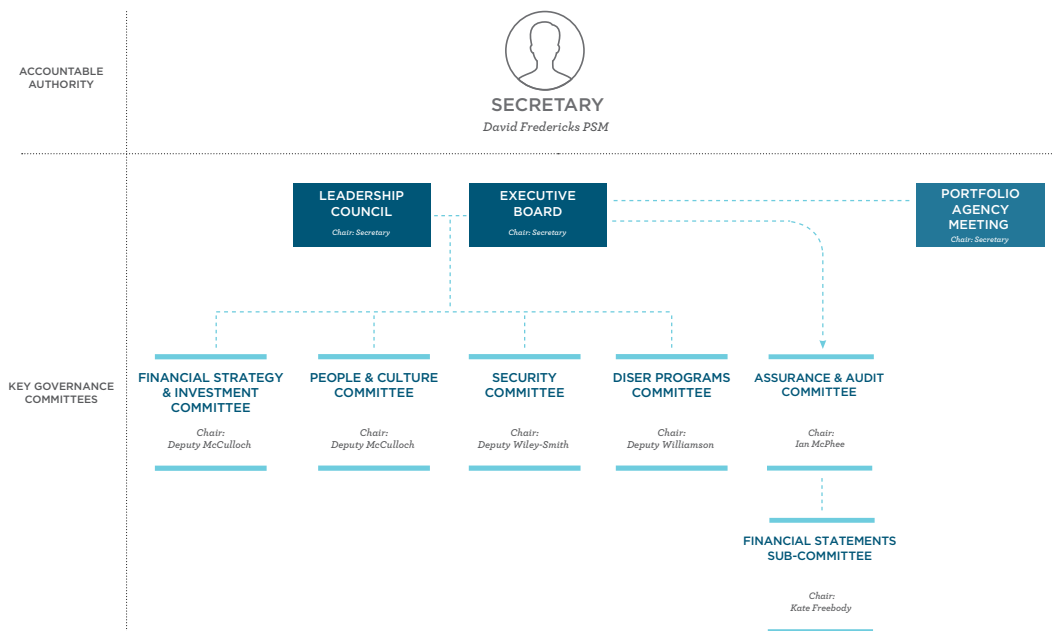 ACCOUNTABLE
AUTHORITY
SECRETARY
David Fredericks PSM
LEADERSHIP
COUNCIL
Chair: Secretary
EXECUTIVE
BOARD
Chair: Secretary
PORTFOLIO
AGENCY
MEETING
Chair: Secretary
KEY GOVERNANCE
COMMITTEES
FINANCIAL STRATEGY
& INVESTMENT
COMMITTEE
Chair:
Deputy McCulloch
PEOPLE & CULTURE
COMMITTEE
Chair:
Deputy McCulloch
SECURITY
COMMITTEE
Chair:
Deputy Wiley-Smith
DISER PROGRAMS
COMMITTEE
Chair:
Deputy Williamson
ASSURANCE & AUDIT
COMMITTEE
Chair:
Ian McPhee
FINANCIAL STATEMENTS
SUB-COMMITTEE
Chair:
Kate Freebody